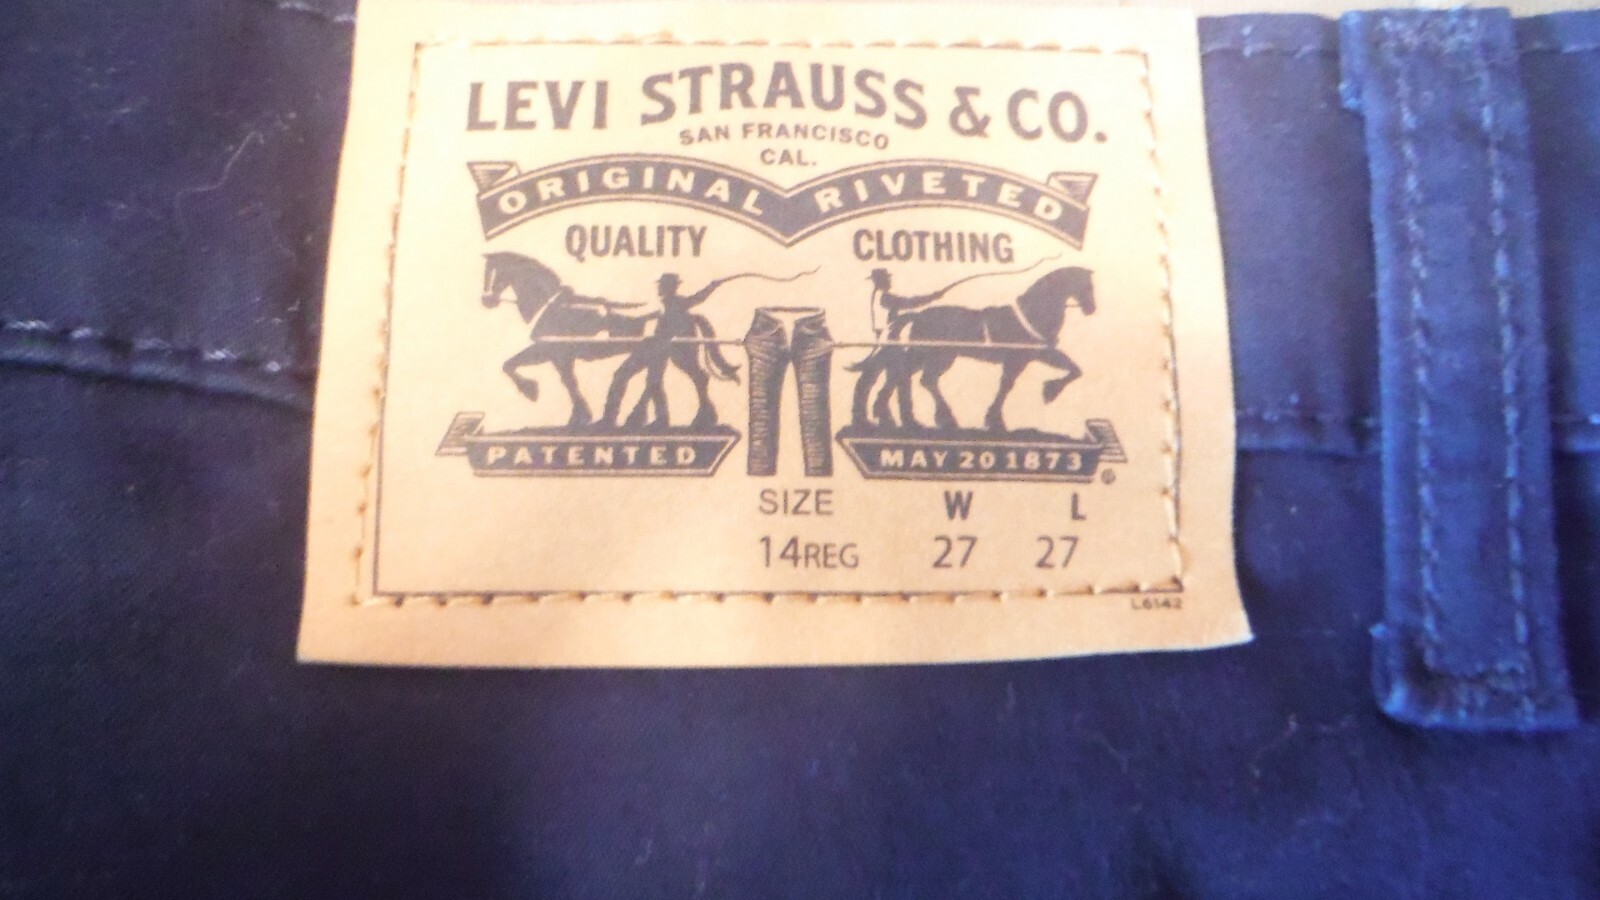 LEVI STRAUSS & CO.
SAN FRANCISCO
CAL.
ORIGINAL RIVETED
QUALITY CLOTHING
PATENTED MAY 20 1873
®
SIZE W L
14REG 27 27
L6142